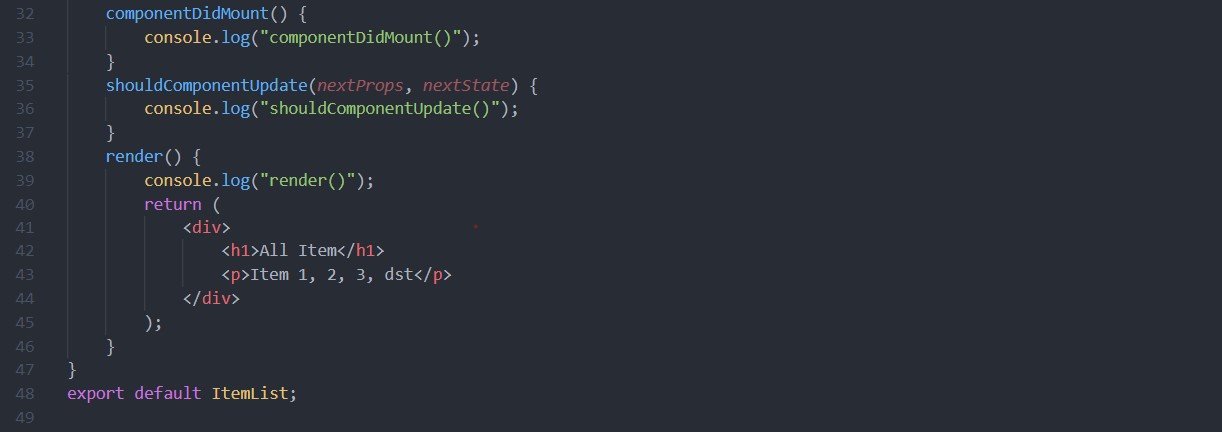 32 componentDidMount() {
33 console.log("componentDidMount()");
34 }
35 shouldComponentUpdate(nextProps, nextState) {
36 console.log("shouldComponentUpdate()");
37 }
38 render() {
39 console.log("render()");
40 return (
41 <div>
42 <h1>All Item</h1>
43 <p>Item 1, 2, 3, dst</p>
44 </div>
45 );
46 }
47 }
48 export default ItemList;
49